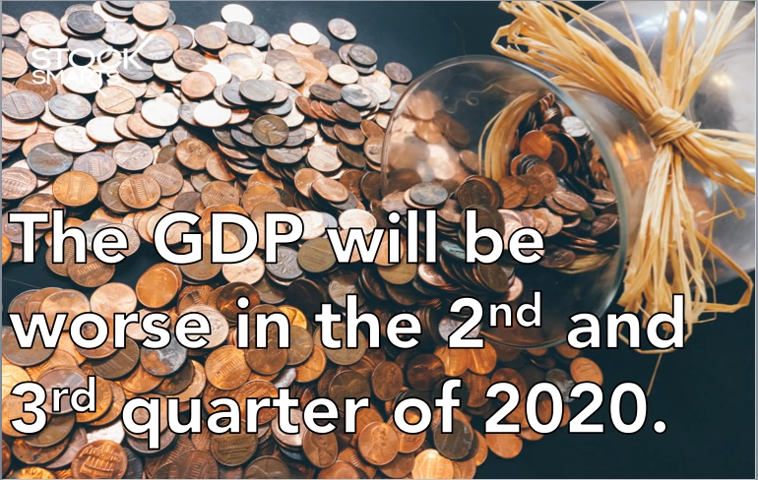 STOCK
SMARTS
The GDP will be
worse in the 2nd and
3rd quarter of 2020.